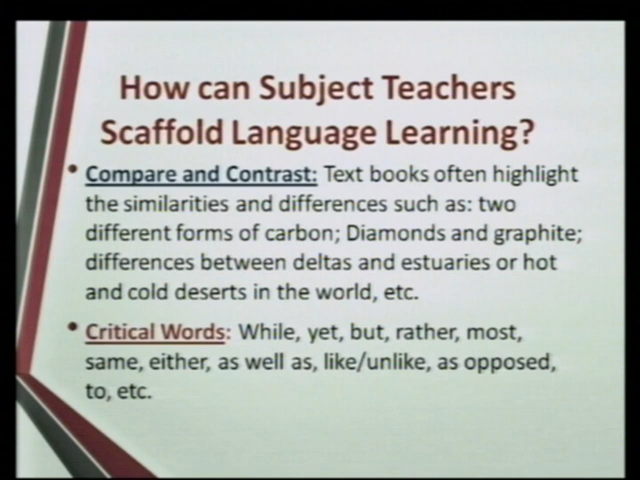 How can Subject Teachers
Scaffold Language Learning?
• Compare and Contrast: Text books often highlight
the similarities and differences such as: two
different forms of carbon; Diamonds and graphite;
differences between deltas and estuaries or hot
and cold deserts in the world, etc.
• Critical Words: While, yet, but, rather, most,
same, either, as well as, like/unlike, as opposed,
to, etc.